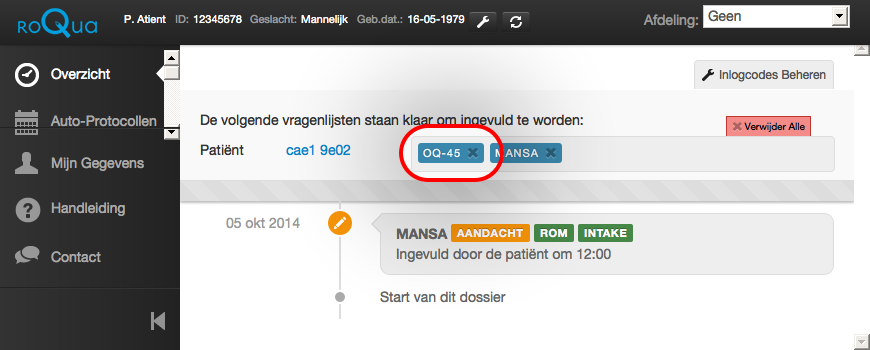 roQua P. Atient ID: 12345678 Geslacht: Mannelijk Geb.dat.: 16-05-1979 Afdeling: Geen
Overzicht
Auto-Protocollen
Mijn Gegevens
Handleiding
Contact
Inlogcodes Beheren
De volgende vragenlijsten staan klaar om ingevuld te worden:
Verwijder Alle
Patiënt cae1 9e02 OQ-45 MANSA
05 okt 2014 MANSA AANDACHT ROM INTAKE
Ingevuld door de patiënt om 12:00
Start van dit dossier